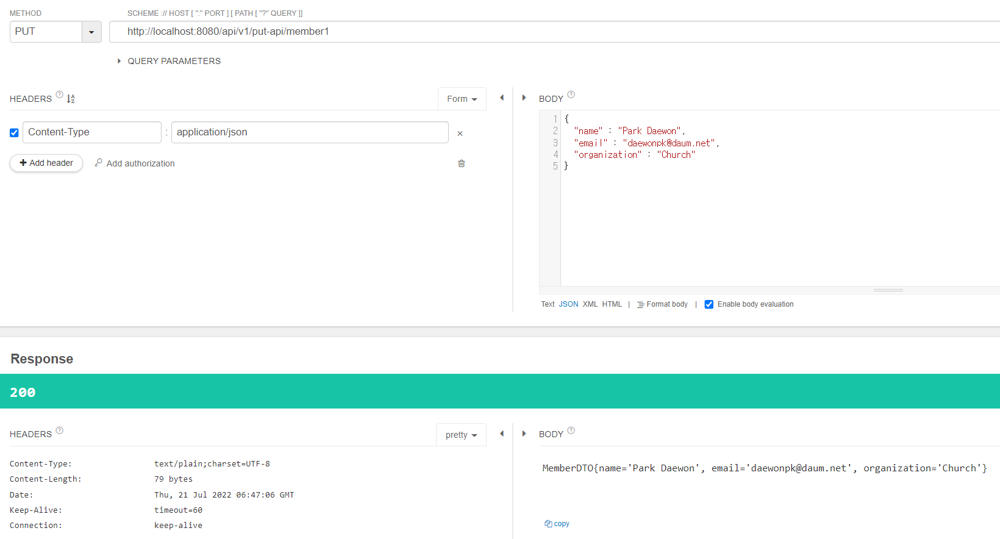 METHOD
SCHEME :// HOST [ ":" PORT ] [ PATH [ "?" QUERY ]]
PUT
http://localhost:8080/api/v1/put-api/member1
QUERY PARAMETERS
HEADERS ?
Form
BODY ?
Content-Type : application/json ×
Add header
Add authorization
1 {
2 "name" : "Park Daewon",
3 "email" : "daewonpk@daum.net",
4 "organization" : "Church"
5 }
Text JSON XML HTML | Format body | Enable body evaluation
Response
200
HEADERS ?
pretty
BODY ?
Content-Type: text/plain;charset=UTF-8
Content-Length: 79 bytes
Date: Thu, 21 Jul 2022 06:47:06 GMT
Keep-Alive: timeout=60
Connection: keep-alive
MemberDTO{name='Park Daewon', email='daewonpk@daum.net', organization='Church'}
copy